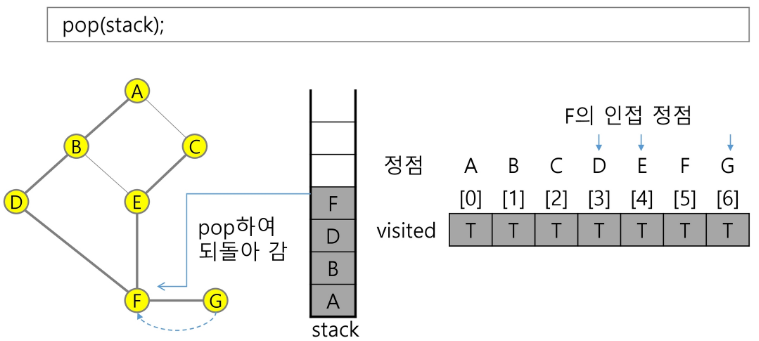 pop(stack);
A
B
C
D
E
F
G
pop하여
되돌아 감
F
D
B
A
stack
F의 인접 정점
정점 A B C D E F G
[0] [1] [2] [3] [4] [5] [6]
visited T T T T T T T